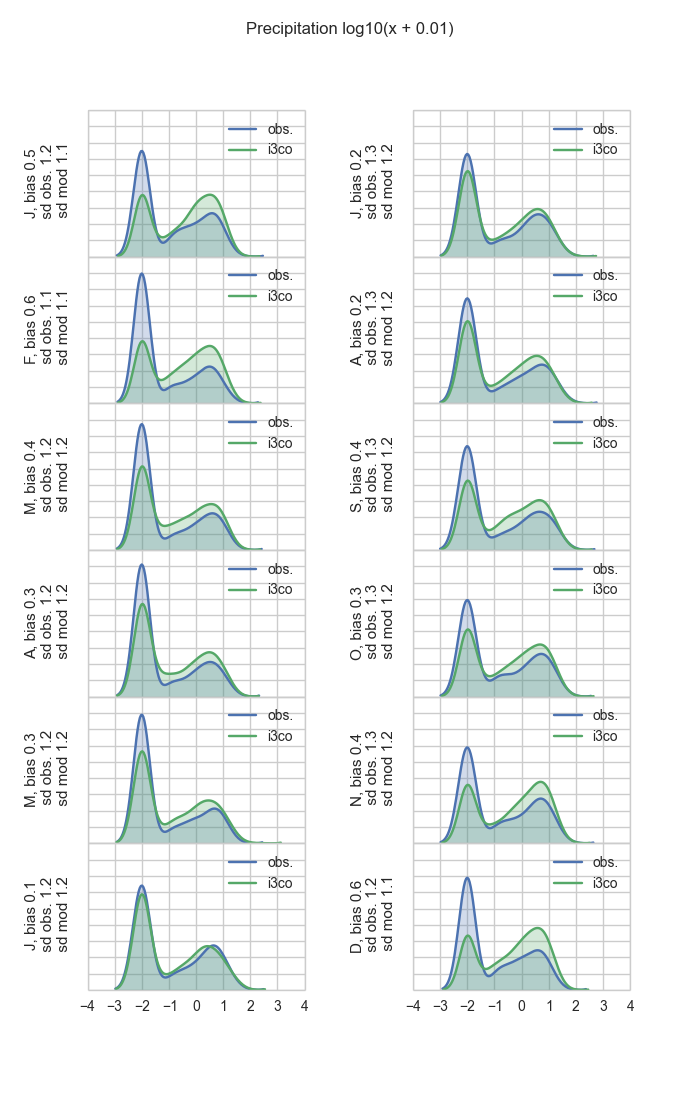 Precipitation log10(x + 0.01)
J, bias 0.5
sd obs. 1.2
sd mod 1.1
obs.
i3co
J, bias 0.2
sd obs. 1.3
sd mod 1.2
obs.
i3co
F, bias 0.6
sd obs. 1.1
sd mod 1.1
obs.
i3co
A, bias 0.2
sd obs. 1.3
sd mod 1.2
obs.
i3co
M, bias 0.4
sd obs. 1.2
sd mod 1.2
obs.
i3co
S, bias 0.4
sd obs. 1.3
sd mod 1.2
obs.
i3co
A, bias 0.3
sd obs. 1.2
sd mod 1.2
obs.
i3co
O, bias 0.3
sd obs. 1.3
sd mod 1.2
obs.
i3co
M, bias 0.3
sd obs. 1.2
sd mod 1.2
obs.
i3co
N, bias 0.4
sd obs. 1.3
sd mod 1.2
obs.
i3co
J, bias 0.1
sd obs. 1.2
sd mod 1.2
obs.
i3co
−4 −3 −2 −1 0 1 2 3 4
D, bias 0.6
sd obs. 1.2
sd mod 1.1
obs.
i3co
−4 −3 −2 −1 0 1 2 3 4